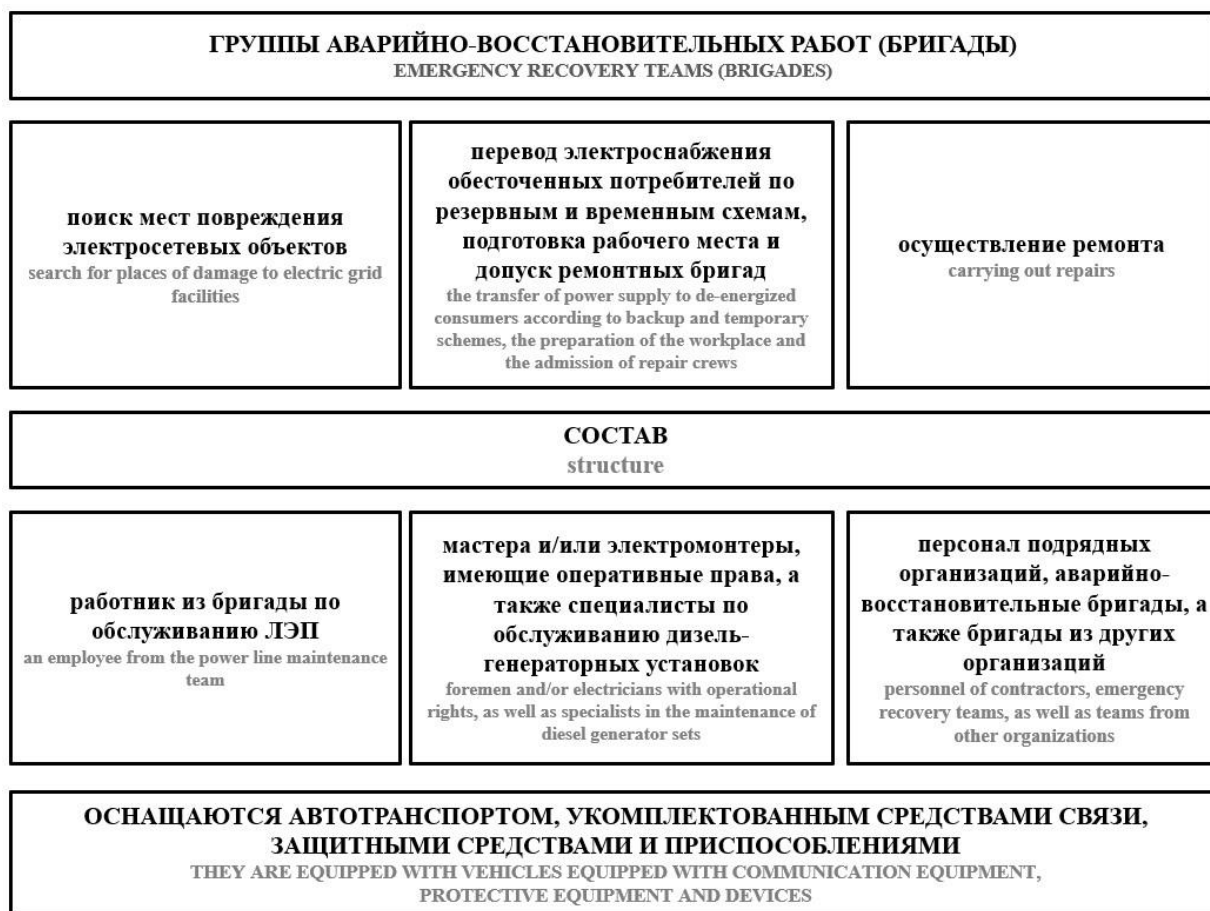 ГРУППЫ АВАРИЙНО-ВОССТАНОВИТЕЛЬНЫХ РАБОТ (БРИГАДЫ)
EMERGENCY RECOVERY TEAMS (BRIGADES)
поиск мест повреждения
электросетевых объектов
search for places of damage to electric grid
facilities
перевод электроснабжения
обесточенных потребителей по
резервным и временным схемам,
подготовка рабочего места и
допуск ремонтных бригад
the transfer of power supply to de-energized
consumers according to backup and temporary
schemes, the preparation of the workplace and
the admission of repair crews
осуществление ремонта
carrying out repairs
СОСТАВ
structure
работник из бригады по
обслуживанию ЛЭП
an employee from the power line maintenance
team
мастера и/или электромонтеры,
имеющие оперативные права, а
также специалисты по
обслуживанию дизель-
генераторных установок
foremen and/or electricians with operational
rights, as well as specialists in the maintenance of
diesel generator sets
персонал подрядных
организаций, аварийно-
восстановительные бригады, а
также бригады из других
организаций
personnel of contractors, emergency
recovery teams, as well as teams from
other organizations
ОСНАЩАЮТСЯ АВТОТРАНСПОРТОМ, УКОМПЛЕКТОВАННЫМ СРЕДСТВАМИ СВЯЗИ,
ЗАЩИТНЫМИ СРЕДСТВАМИ И ПРИСПОСОБЛЕНИЯМИ
THEY ARE EQUIPPED WITH VEHICLES EQUIPPED WITH COMMUNICATION EQUIPMENT,
PROTECTIVE EQUIPMENT AND DEVICES